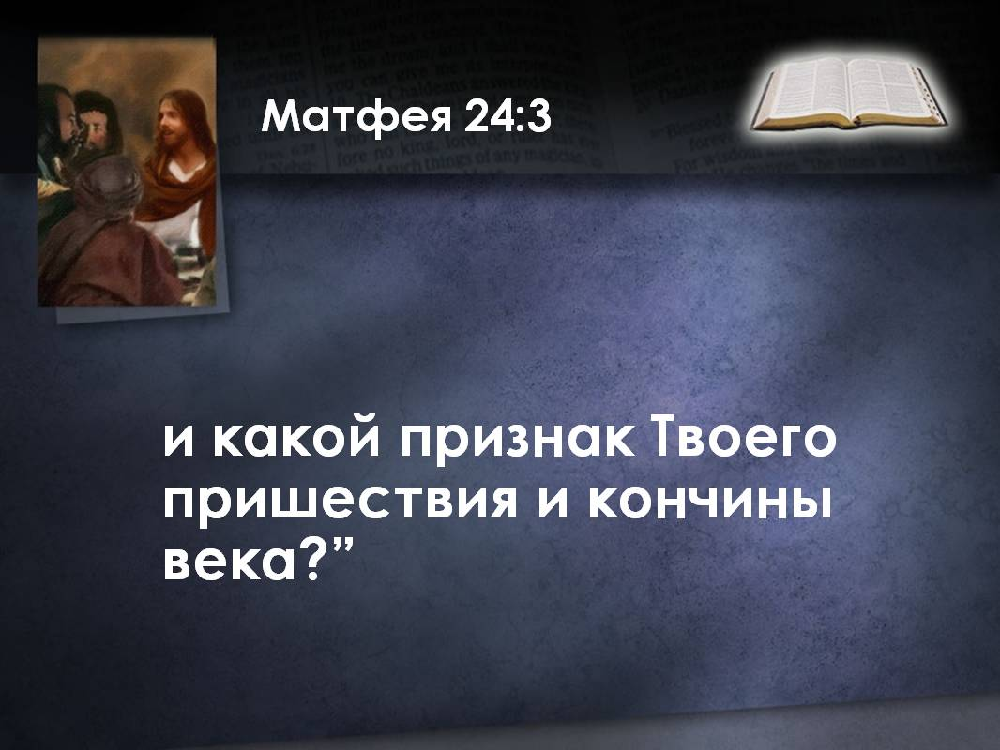 Матфея 24:3
и какой признак Твоего
пришествия и кончины
века?”